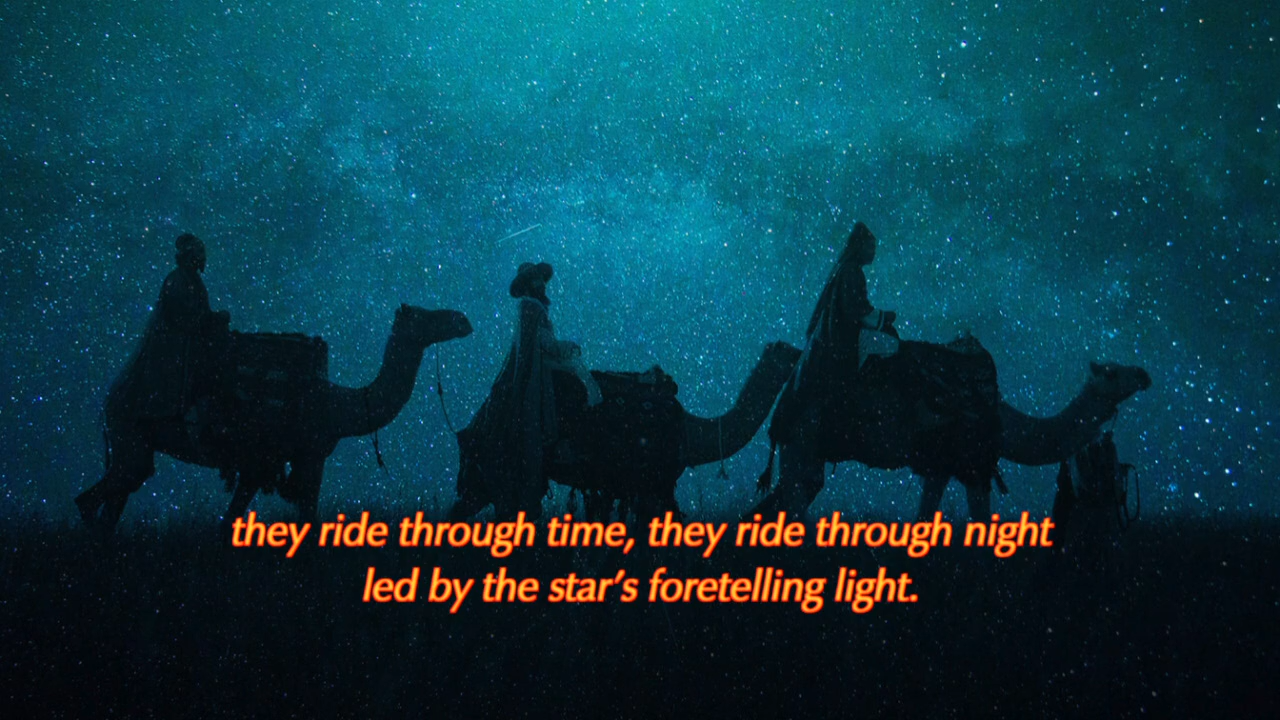 they ride through time, they ride through night
led by the star's foretelling light.